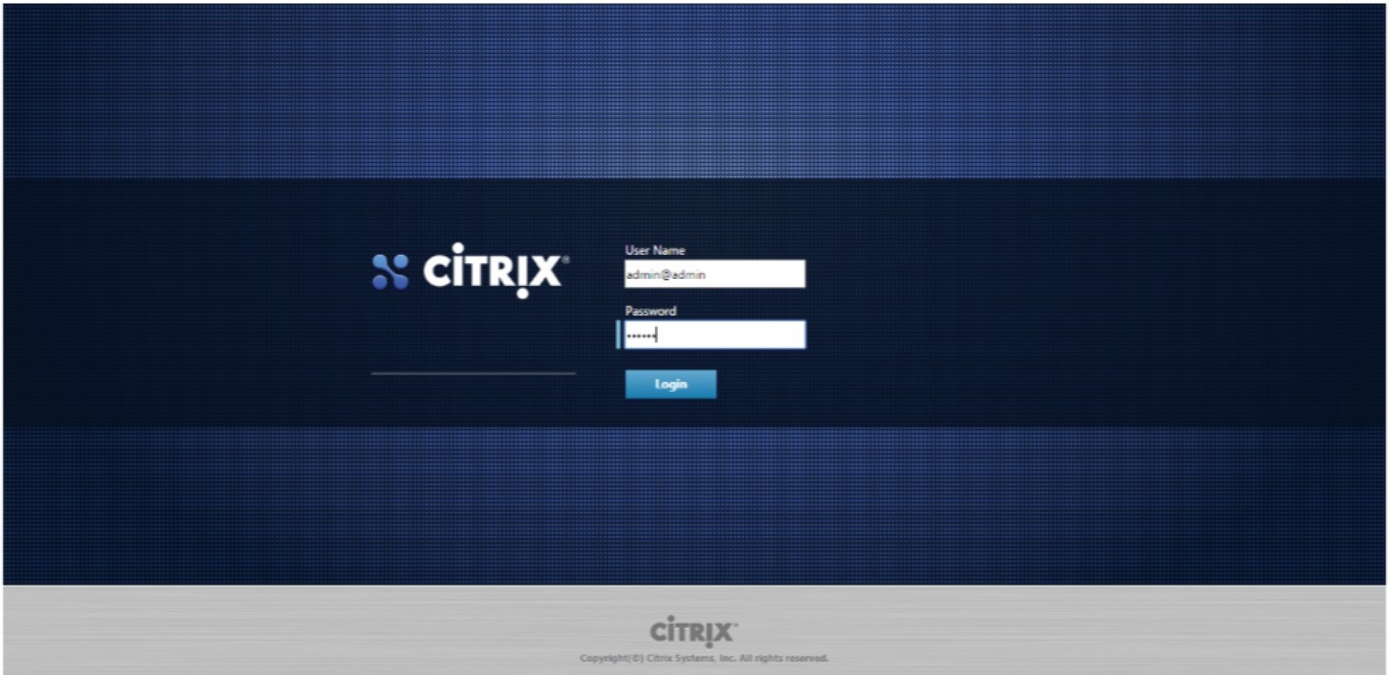 CITRIX®
User Name
admin@admin
Password
••••••
Login
CITRIX®
Copyright(©) Citrix Systems, Inc. All rights reserved.